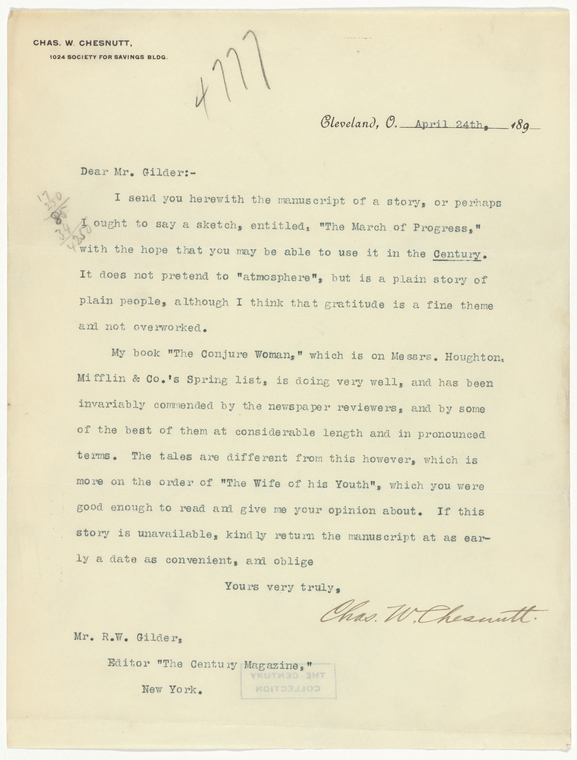 CHAS. W. CHESNUTT,
1024 SOCIETY FOR SAVINGS BLDG.
4777
Cleveland, O. April 24th, 189
Dear Mr. Gilder:-
I send you herewith the manuscript of a story, or perhaps
I ought to say a sketch, entitled, "The March of Progress,"
with the hope that you may be able to use it in the Century.
It does not pretend to "atmosphere", but is a plain story of
plain people, although I think that gratitude is a fine theme
and not overworked.
My book "The Conjure Woman," which is on Messrs. Houghton,
Mifflin & Co.'s Spring list, is doing very well, and has been
invariably commended by the newspaper reviewers, and by some
of the best of them at considerable length and in pronounced
terms. The tales are different from this however, which is
more on the order of "The Wife of his Youth", which you were
good enough to read and give me your opinion about. If this
story is unavailable, kindly return the manuscript at as ear-
ly a date as convenient, and oblige
Yours very truly,
Chas. W. Chesnutt.
Mr. R.W. Gilder,
Editor "The Century Magazine,"
New York.
THE CENTURY
COLLECTION